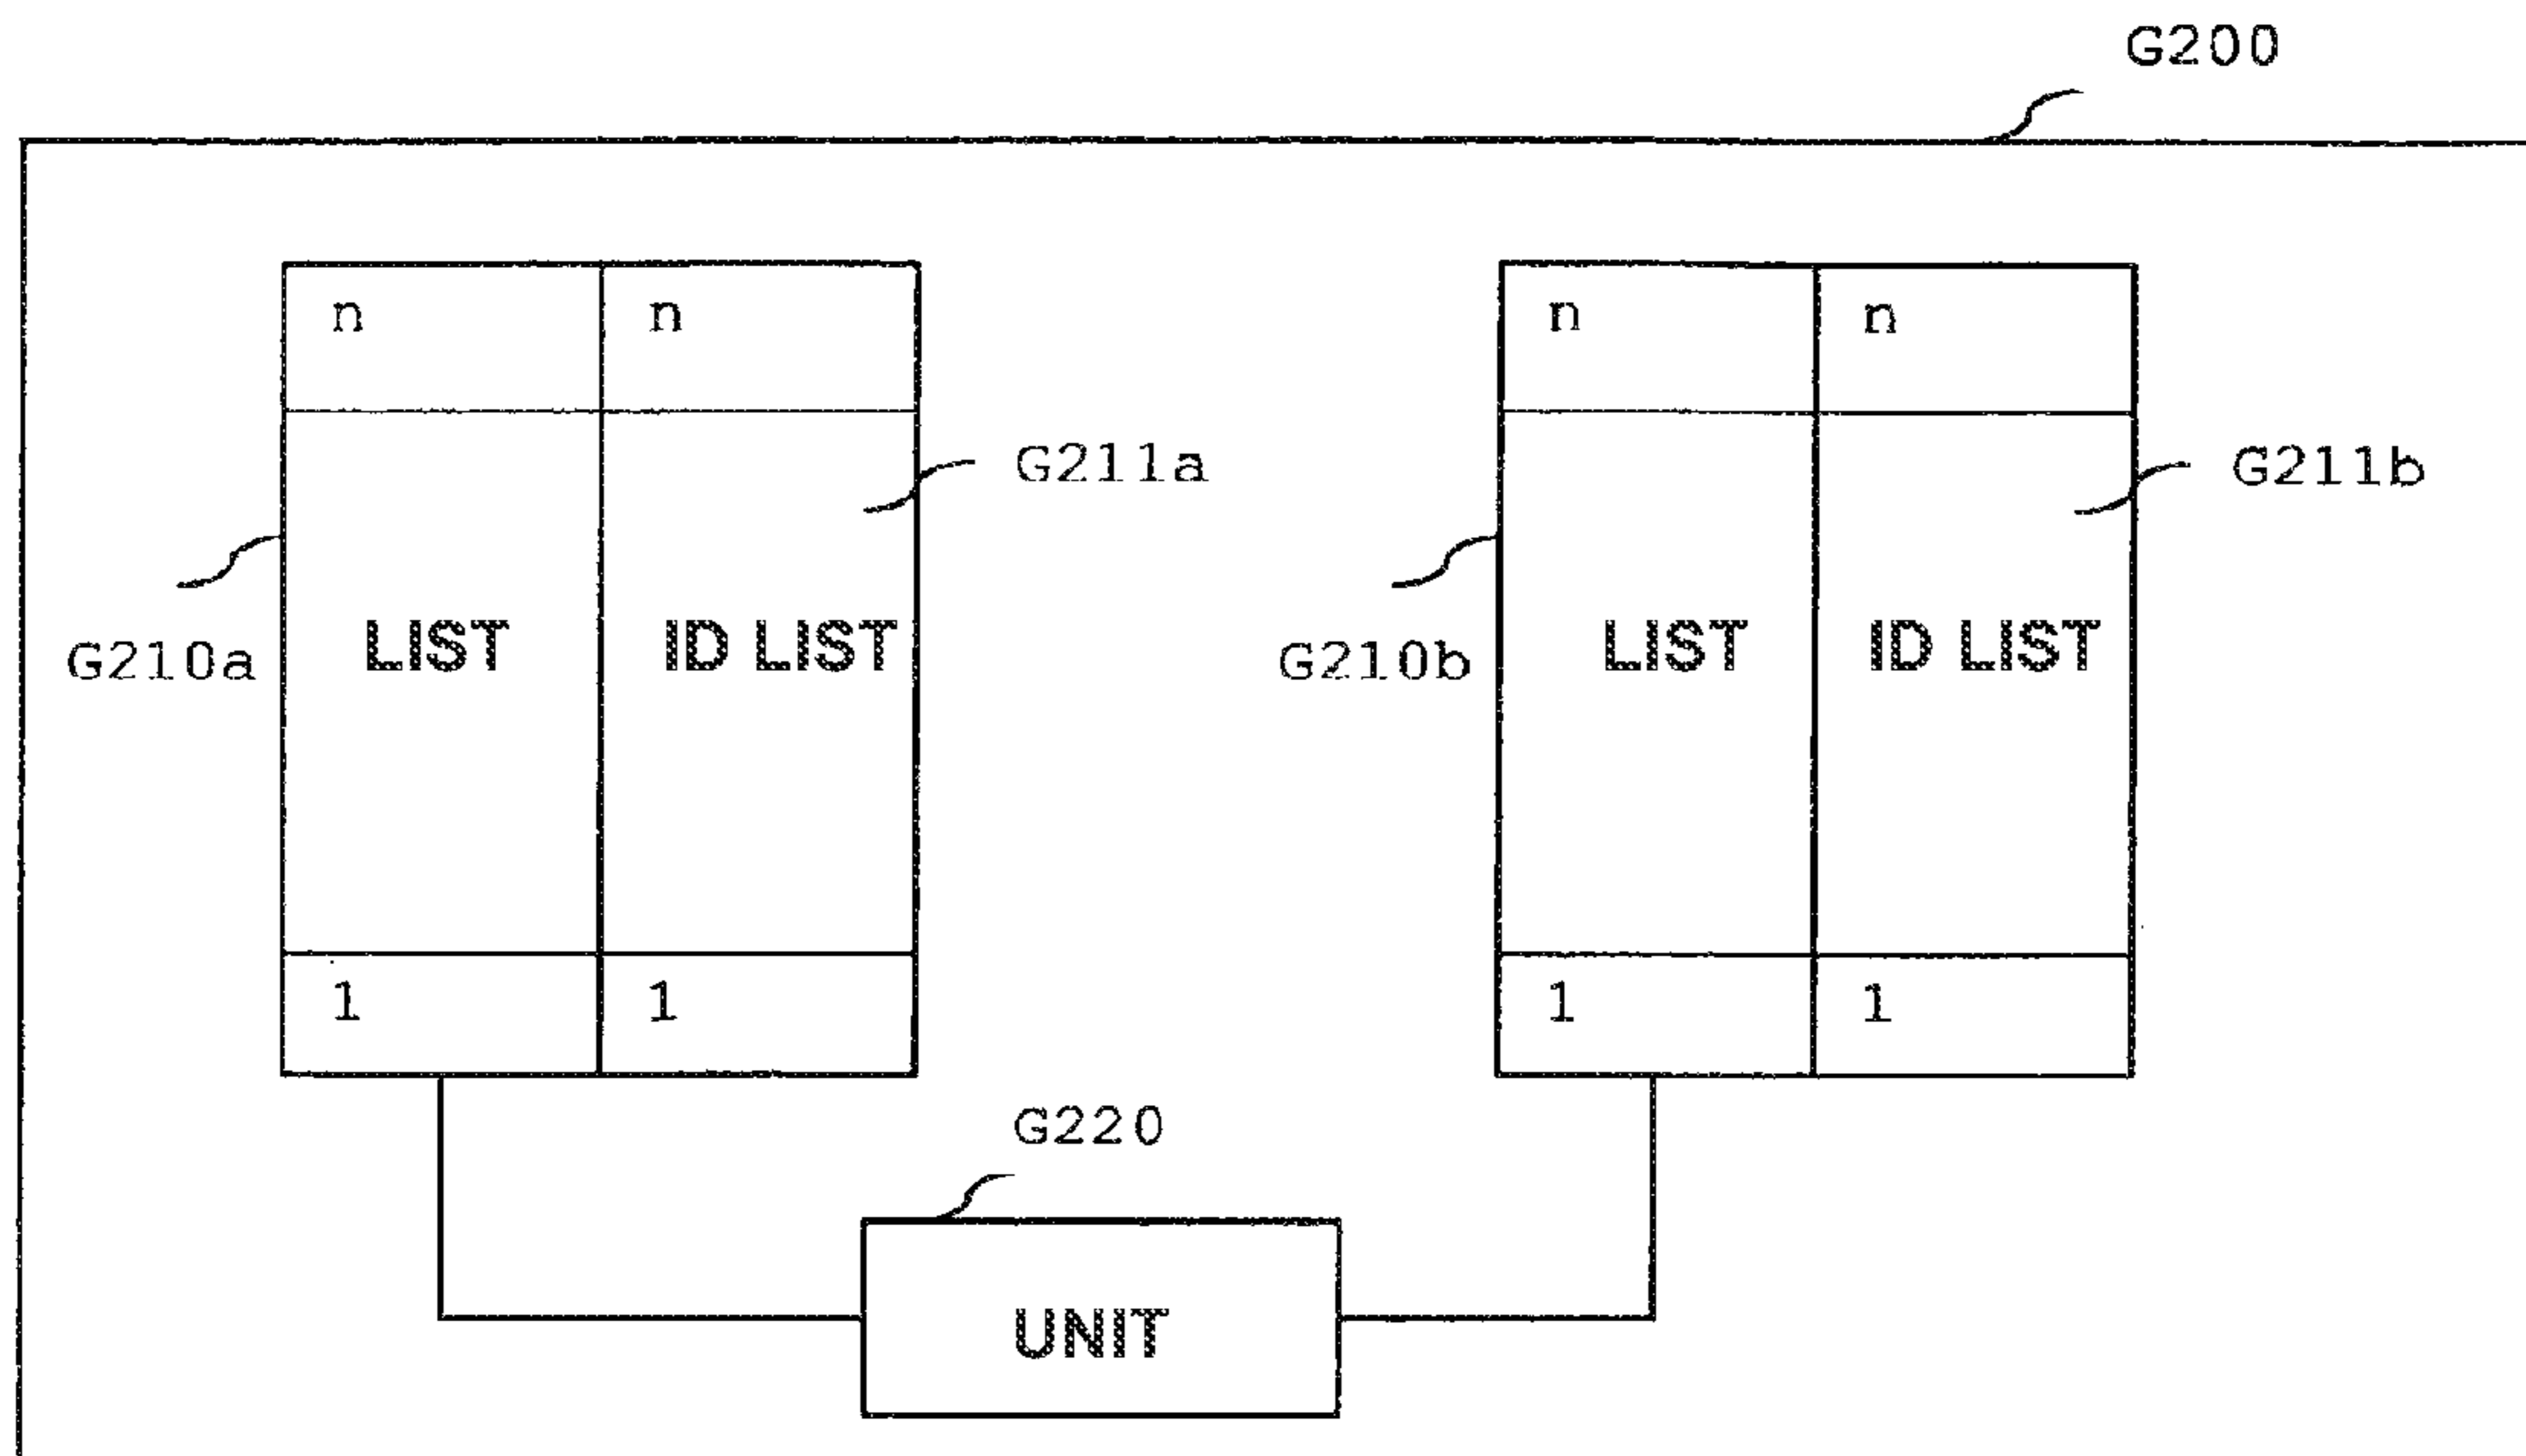 G200
n n n n
G211a G211b
LIST ID LIST LIST ID LIST
G210a G210b
1 1 1 1
G220
UNIT